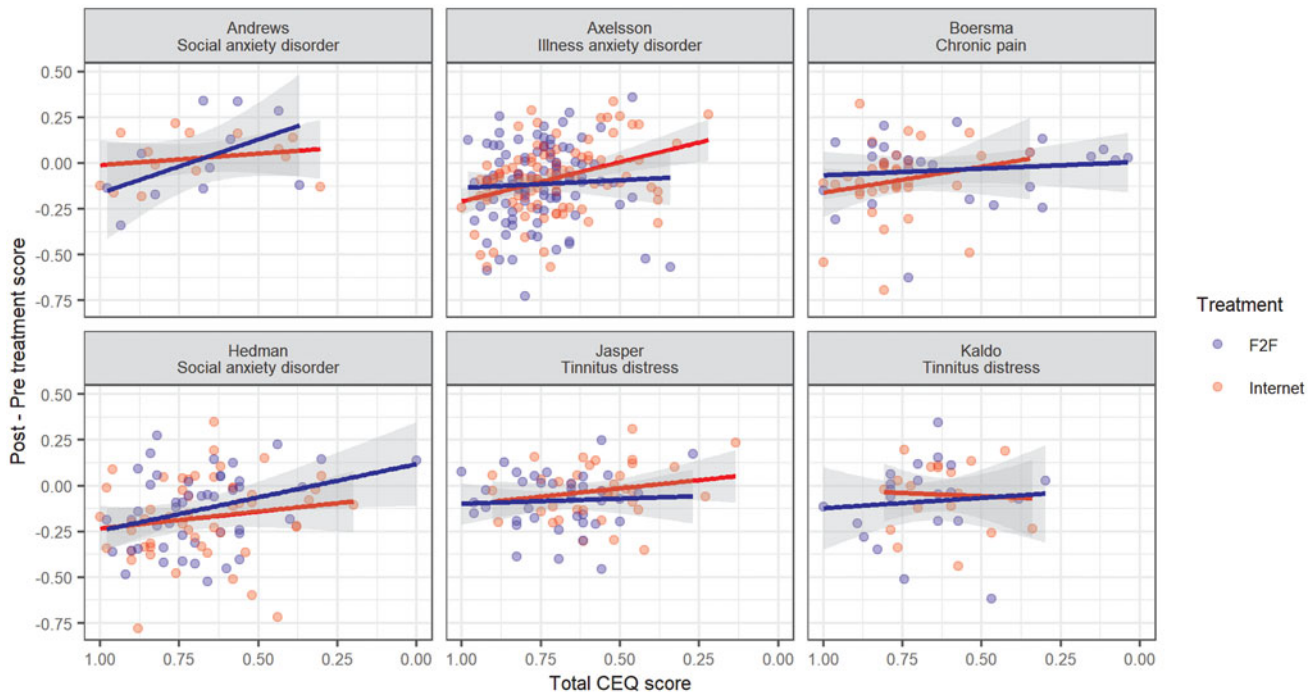 Andrews
Social anxiety disorder
Axelsson
Illness anxiety disorder
Boersma
Chronic pain
0.50
0.25
0.00
-0.25
-0.50
-0.75
Hedman
Social anxiety disorder
Jasper
Tinnitus distress
Kaldo
Tinnitus distress
0.50
0.25
0.00
-0.25
-0.50
-0.75
1.00 0.75 0.50 0.25 0.00
1.00 0.75 0.50 0.25 0.00
1.00 0.75 0.50 0.25 0.00
Post - Pre treatment score
Total CEQ score
Treatment
F2F
Internet